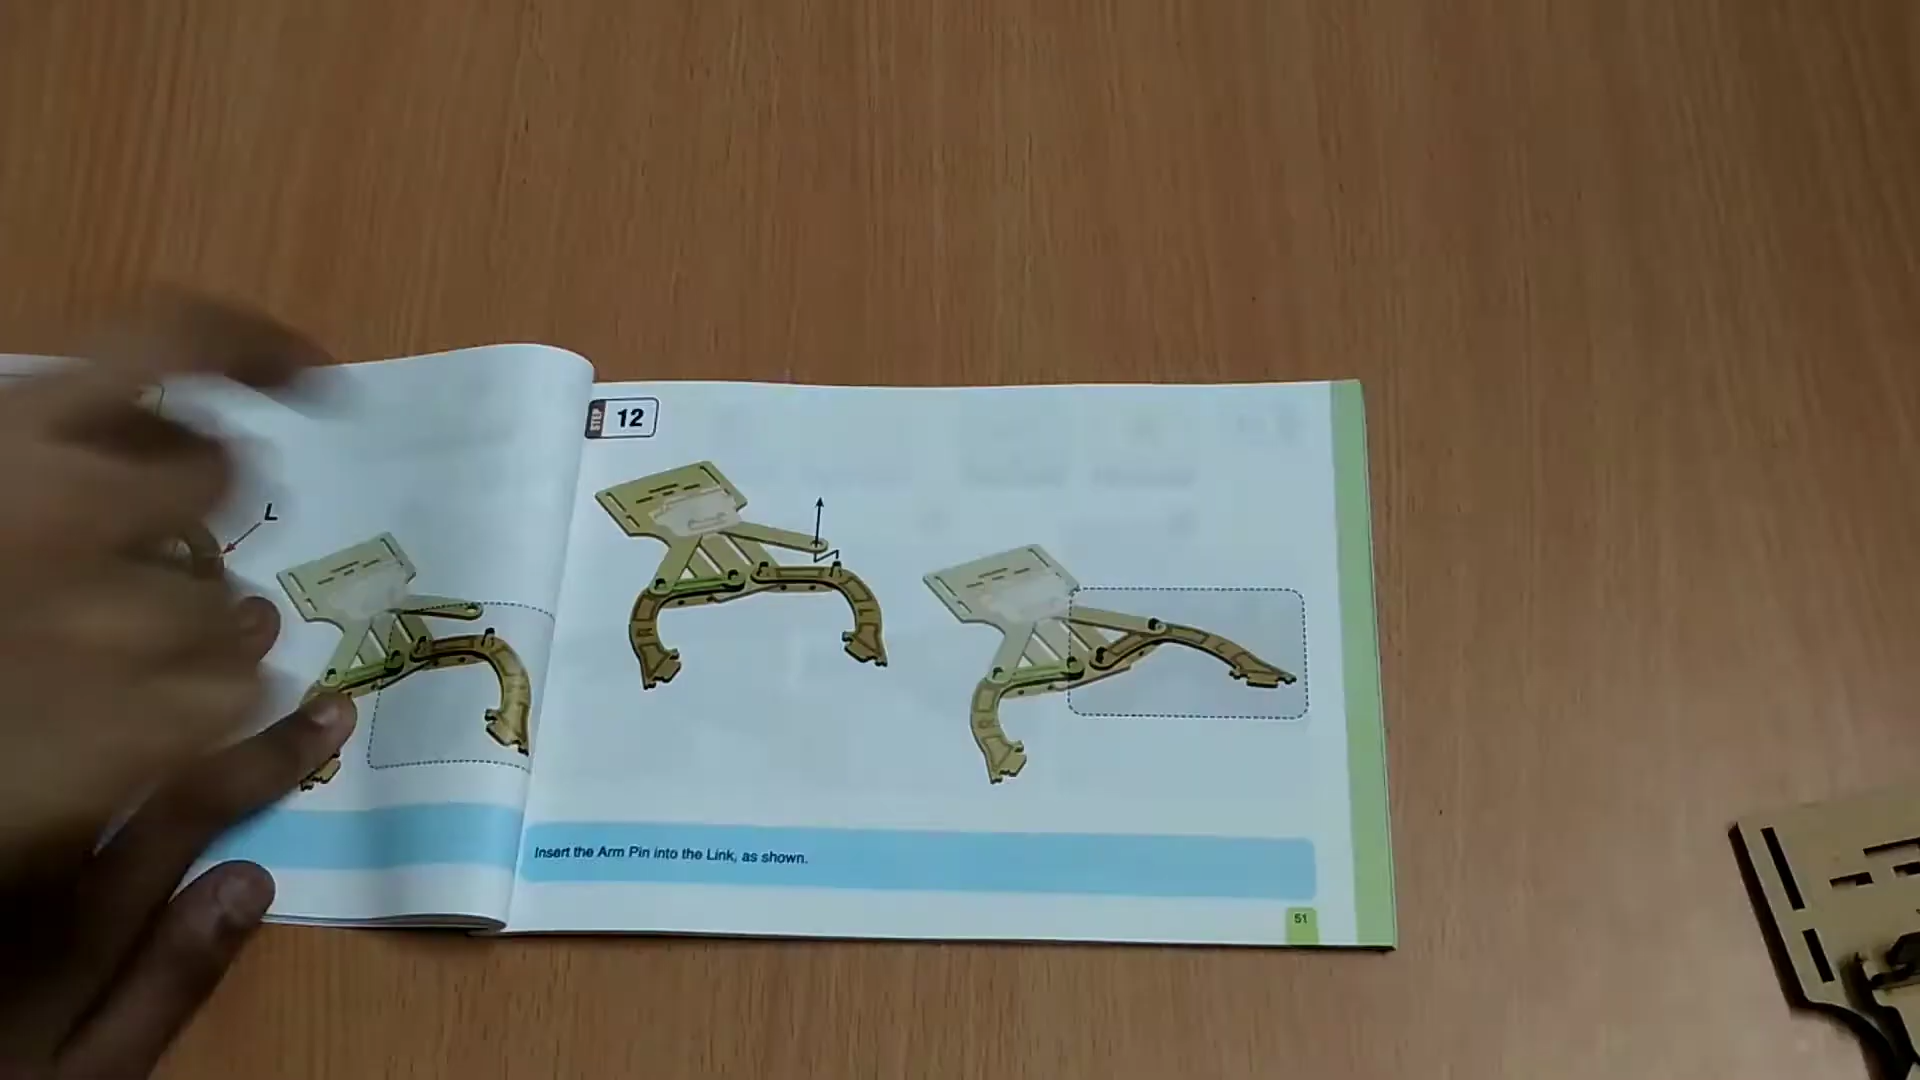 L
STEP 12
L
R
L
R
Insert the Arm Pin into the Link, as shown.
51